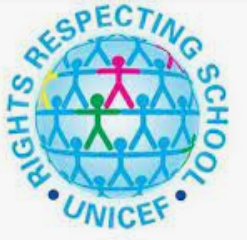 RIGHTS RESPECTING SCHOOL
UNICEF